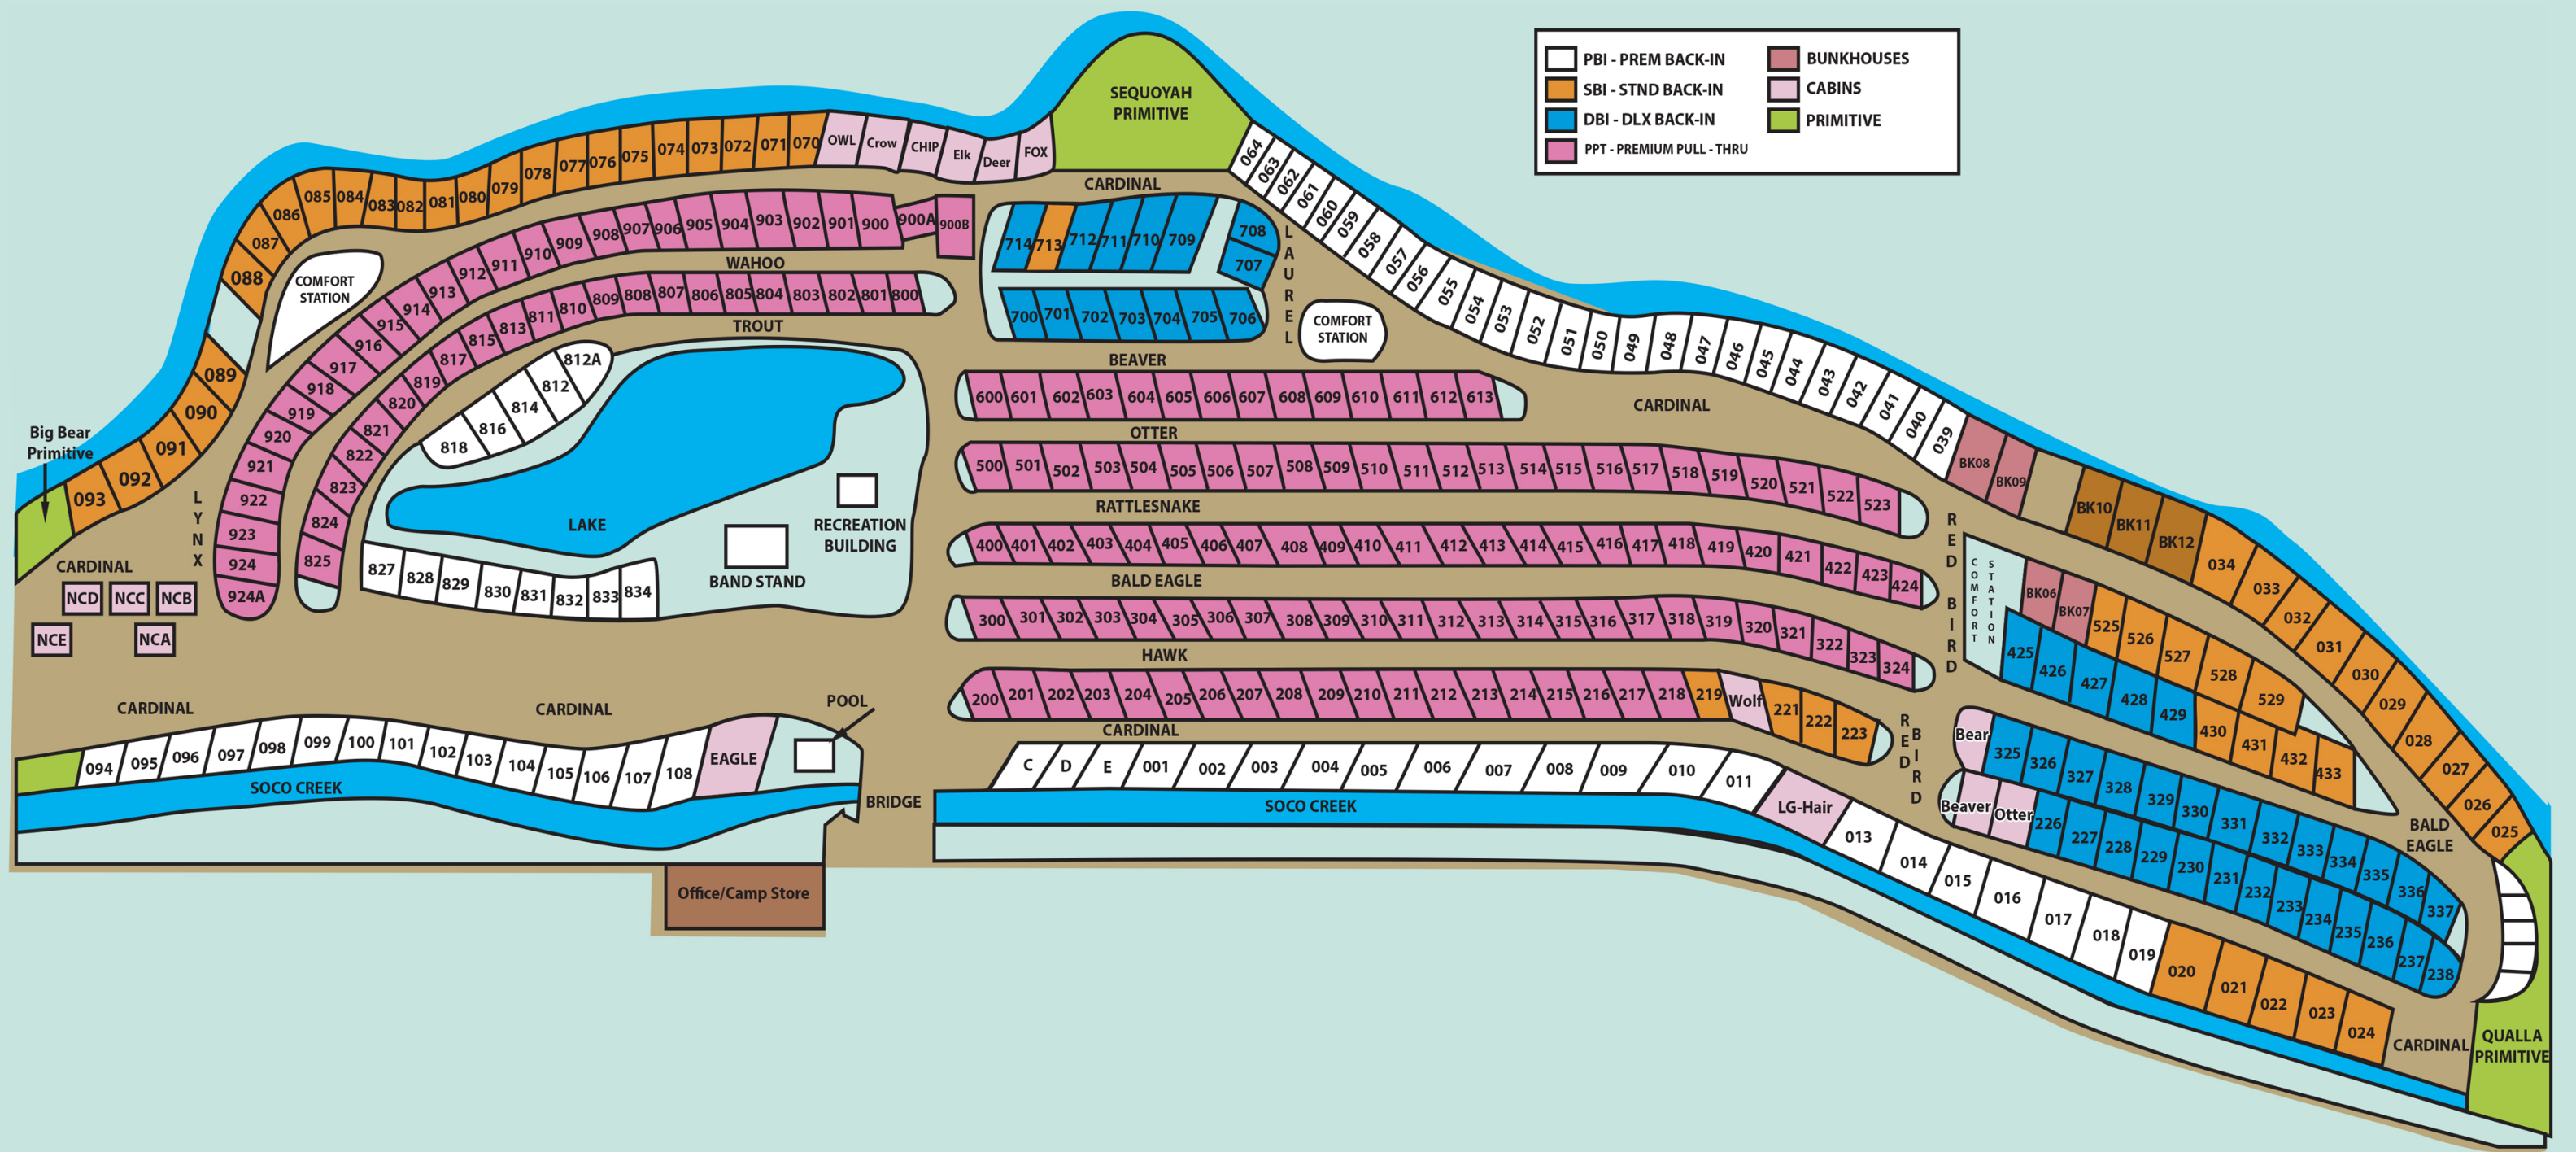 PBI - PREM BACK-IN
SBI - STND BACK-IN
DBI - DLX BACK-IN
PPT - PREMIUM PULL - THRU
BUNKHOUSES
CABINS
PRIMITIVE
SEQUOYAH
PRIMITIVE
093 092 091 090 089 088 087 086 085 084 083 082 081 080 079 078 077 076 075 074 073 072 071 070
OWL Crow CHIP Elk Deer FOX
CARDINAL
064 063 062 061 060 059 058 057 056 055 054 053 052 051 050 049 048 047 046 045 044 043 042 041 040 039
BK08 BK09 BK10 BK11 BK12
034 033 032 031 030 029 028 027 026 025
COMFORT
STATION
924A 924 923 922 921 920 919 918 917 916 915 914 913 912 911 910 909 908 907 906 905 904 903 902 901 900 900A 900B
WAHOO
825 824 823 822 821 820 819 817 815 813 811 810 809 808 807 806 805 804 803 802 801 800
TROUT
818 816 814 812 812A
714 713 712 711 710 709
708
707
700 701 702 703 704 705 706
LAUREL
COMFORT
STATION
BEAVER
600 601 602 603 604 605 606 607 608 609 610 611 612 613
CARDINAL
OTTER
500 501 502 503 504 505 506 507 508 509 510 511 512 513 514 515 516 517 518 519 520 521 522 523
RATTLESNAKE
400 401 402 403 404 405 406 407 408 409 410 411 412 413 414 415 416 417 418 419 420 421 422 423 424
BALD EAGLE
300 301 302 303 304 305 306 307 308 309 310 311 312 313 314 315 316 317 318 319 320 321 322 323 324
HAWK
200 201 202 203 204 205 206 207 208 209 210 211 212 213 214 215 216 217 218 219 Wolf 221 222 223
CARDINAL
C D E 001 002 003 004 005 006 007 008 009 010 011 LG-Hair 013 014 015 016 017 018 019 020 021 022 023 024
SOCO CREEK
Big Bear
Primitive
LYNX
LAKE
RECREATION
BUILDING
BAND STAND
827 828 829 830 831 832 833 834
CARDINAL
NCD NCC NCB
NCE NCA
CARDINAL
CARDINAL
POOL
094 095 096 097 098 099 100 101 102 103 104 105 106 107 108 EAGLE
SOCO CREEK
BRIDGE
Office/Camp Store
RED BIRD
COMFORT
STATION
BK06 BK07 525 526 527 528 529
425 426 427 428 429 430 431 432 433
RED
BIRD
Bear 325 326 327 328 329 330 331 332 333 334 335 336 337
Beaver Otter 226 227 228 229 230 231 232 233 234 235 236 237 238
BALD
EAGLE
CARDINAL
QUALLA
PRIMITIVE